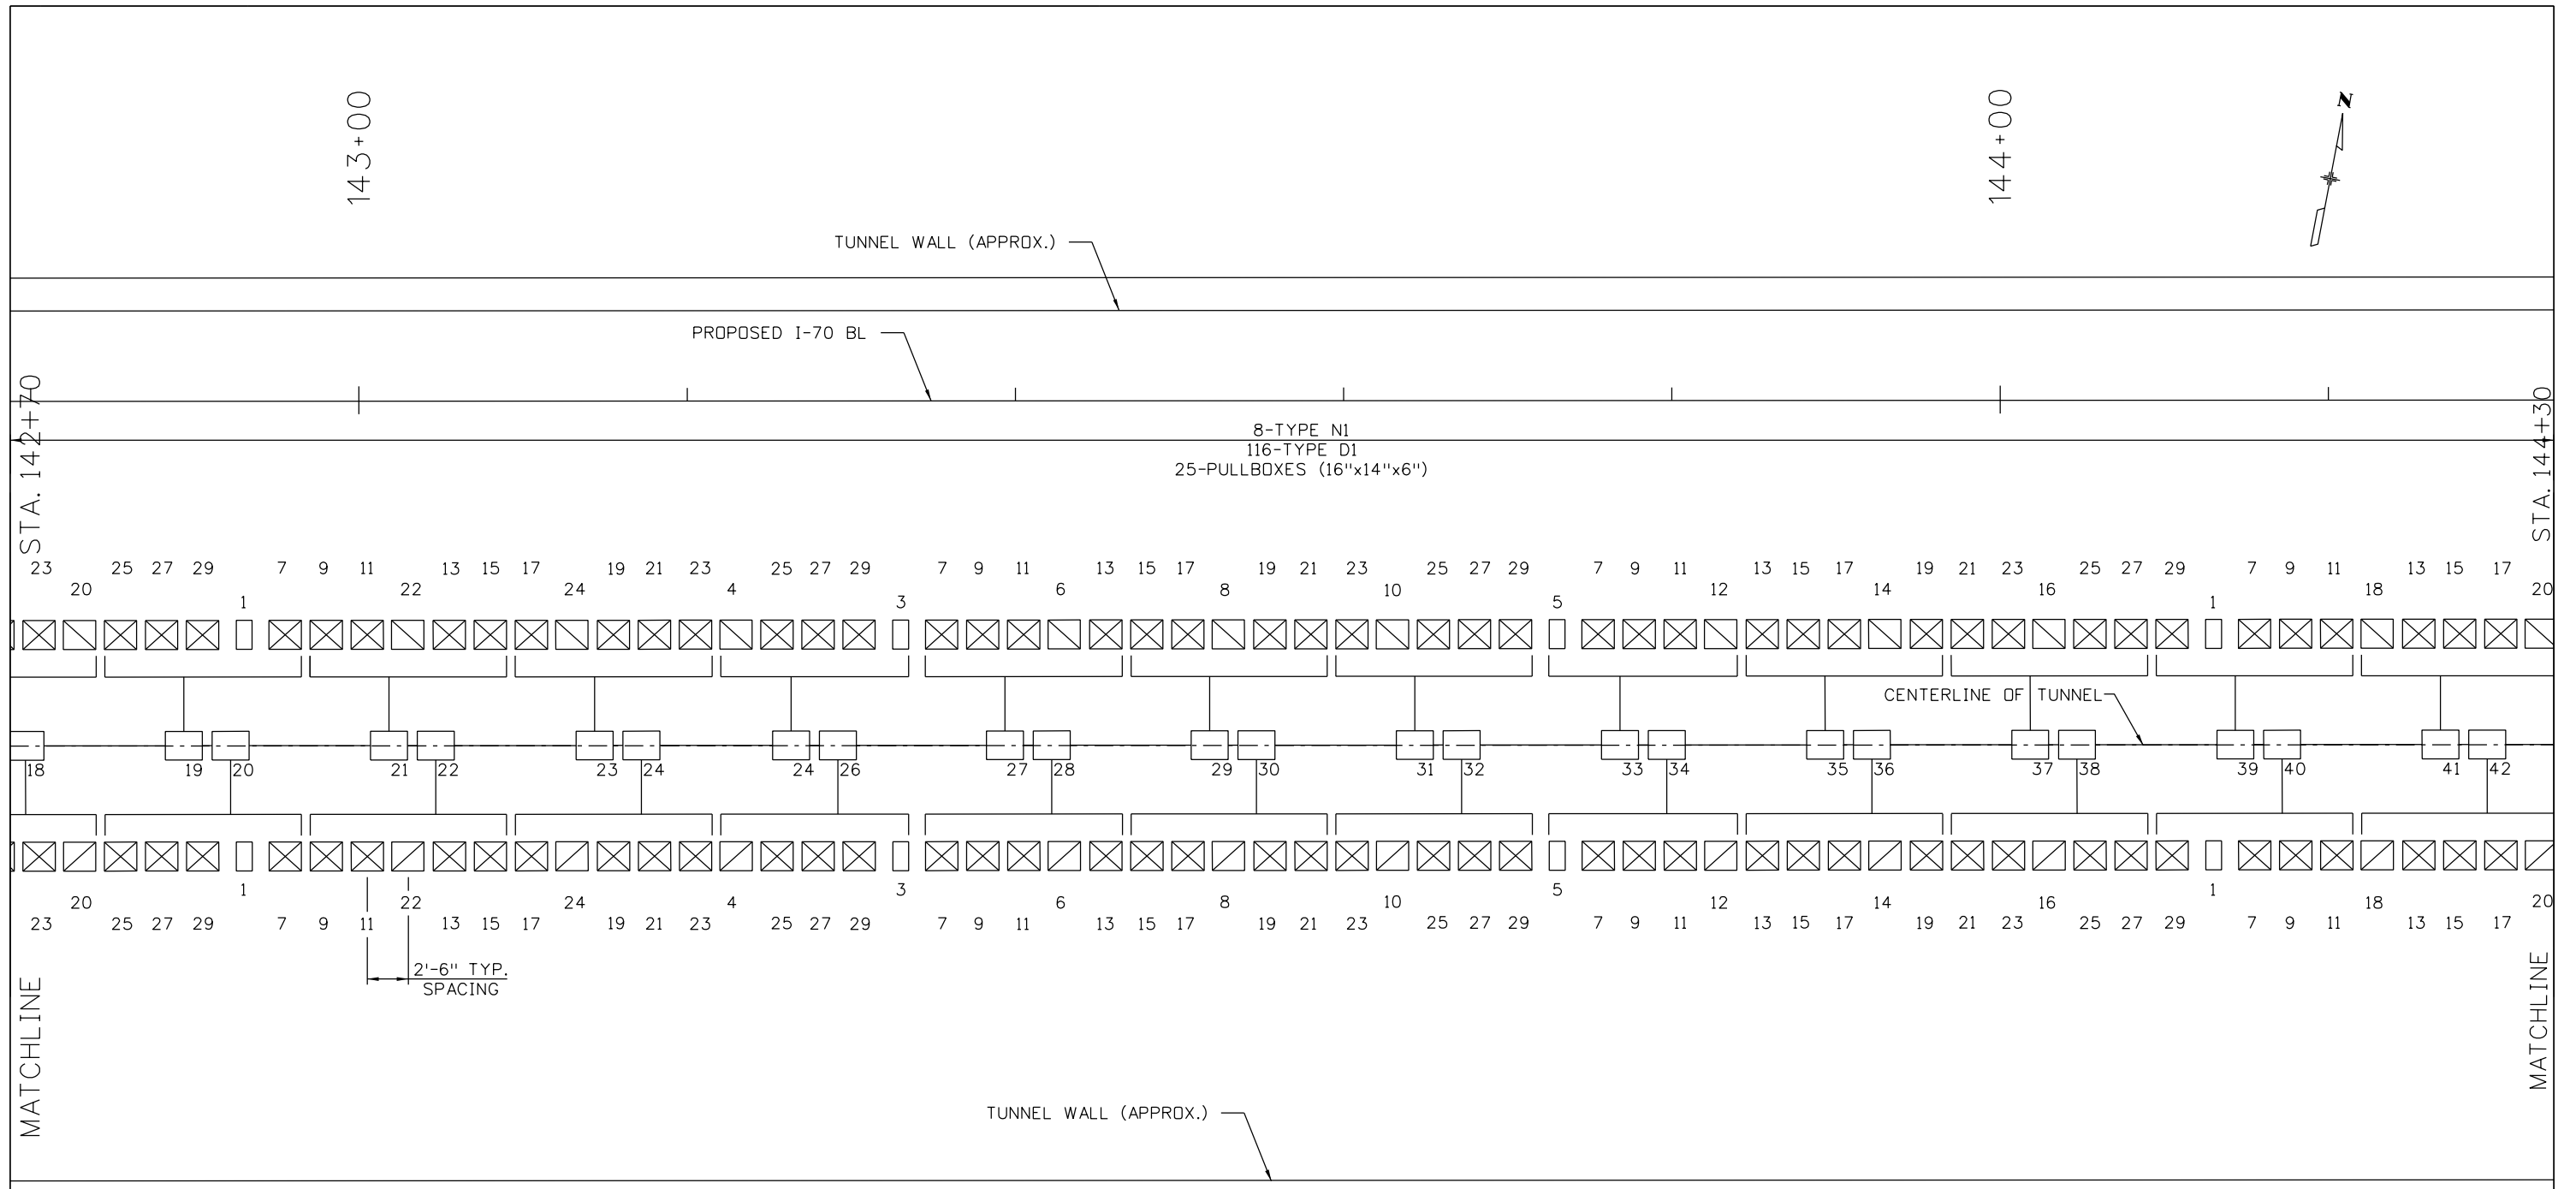 143+00
144+00
N
TUNNEL WALL (APPROX.)
PROPOSED I-70 BL
STA. 142+70
STA. 144+30
8-TYPE N1
116-TYPE D1
25-PULLBOXES (16"x14"x6")
23 25 27 29 7 9 11 13 15 17 19 21 23 25 27 29 7 9 11 13 15 17 19 21 23 25 27 29 7 9 11 13 15 17 19 21 23 25 27 29 7 9 11 13 15 17
20 22 24 4 6 8 10 12 14 16 18 20
1 3 5 1
CENTERLINE OF TUNNEL
18 19 20 21 22 23 24 24 26 27 28 29 30 31 32 33 34 35 36 37 38 39 40 41 42
1 3 5 1
20 22 24 4 6 8 10 12 14 16 18 20
23 25 27 29 7 9 11 13 15 17 19 21 23 25 27 29 7 9 11 13 15 17 19 21 23 25 27 29 7 9 11 13 15 17 19 21 23 25 27 29 7 9 11 13 15 17
2'-6" TYP.
SPACING
MATCHLINE
MATCHLINE
TUNNEL WALL (APPROX.)